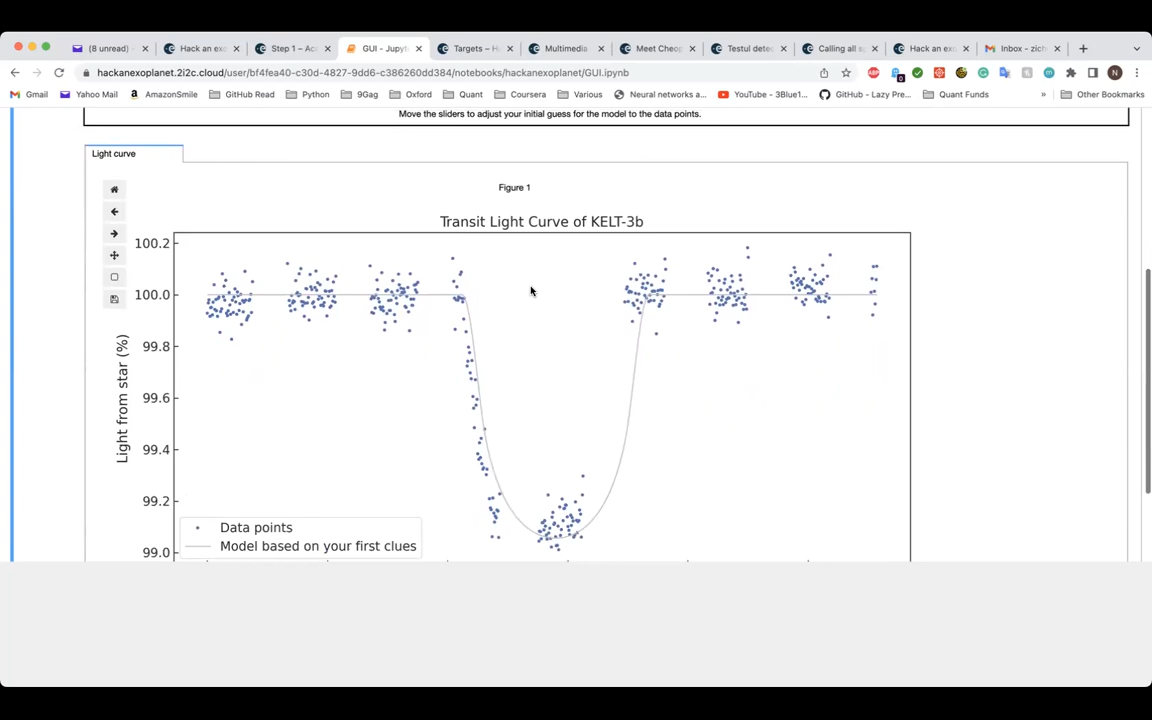 (8 unread) -
Hack an exo
Step 1 – Acc
GUI - Jupyt
Targets – H
Multimedia
Meet Cheop
Testul dete
Calling all s
Hack an exo
Inbox - zich
hackanexoplanet.2i2c.cloud/user/bf4fea40-c30d-4827-9dd6-c386260dd384/notebooks/hackanexoplanet/GUI.ipynb
Gmail
Yahoo Mail
AmazonSmile
GitHub Read
Python
9Gag
Oxford
Quant
Coursera
Various
Neural networks a...
YouTube - 3Blue1...
GitHub - Lazy Pre...
Quant Funds
»
Other Bookmarks
Move the sliders to adjust your initial guess for the model to the data points.
Light curve
Figure 1
Transit Light Curve of KELT-3b
100.2
100.0
99.8
99.6
99.4
99.2
99.0
Light from star (%)
Data points
Model based on your first clues